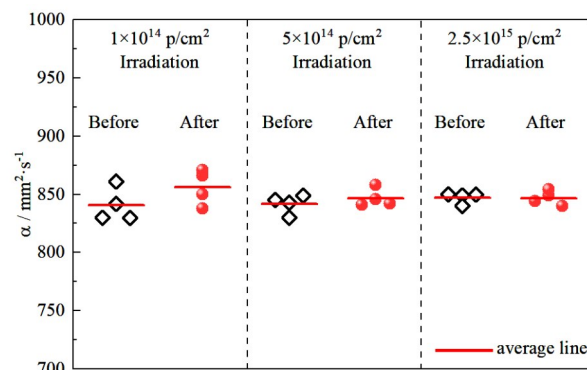 1000
950
900
850
800
750
700
α / mm²·s⁻¹
1×10¹⁴ p/cm²
Irradiation
Before After
5×10¹⁴ p/cm²
Irradiation
Before After
2.5×10¹⁵ p/cm²
Irradiation
Before After
average line